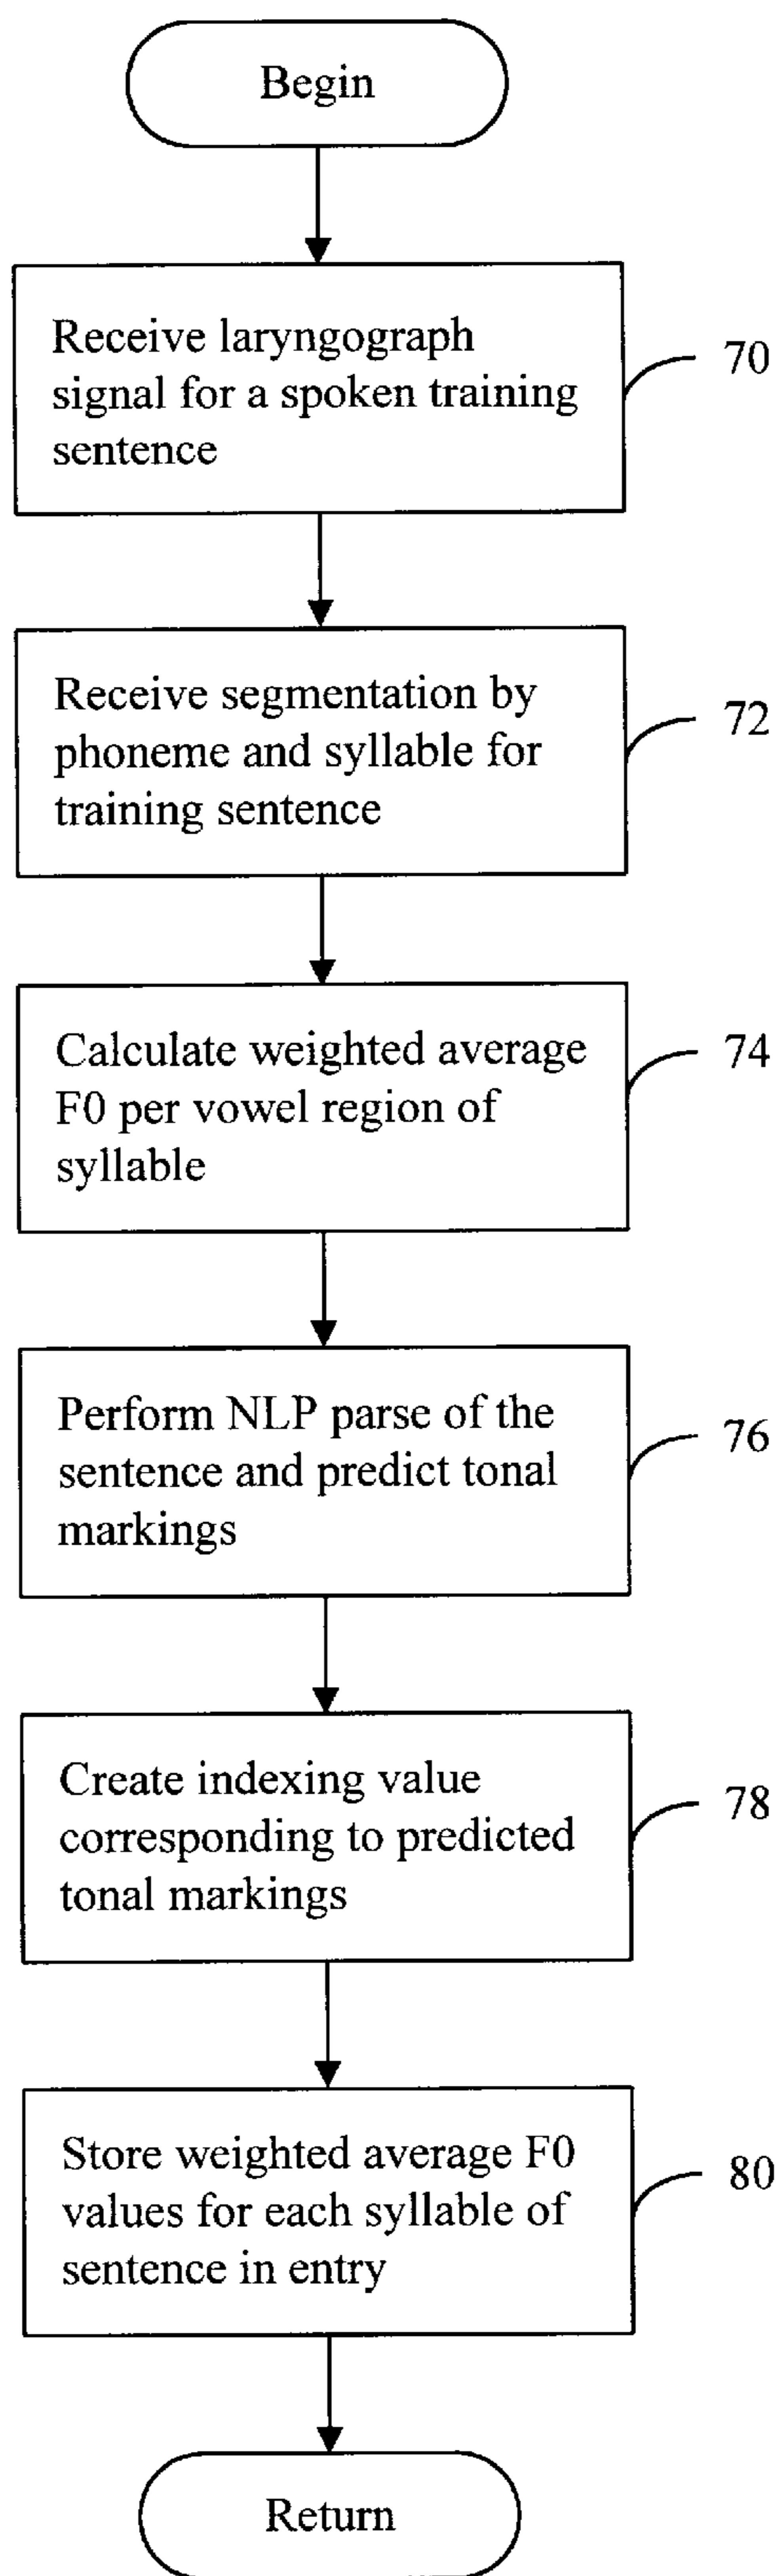 Begin
Receive laryngograph
signal for a spoken training
sentence
70
Receive segmentation by
phoneme and syllable for
training sentence
72
Calculate weighted average
F0 per vowel region of
syllable
74
Perform NLP parse of the
sentence and predict tonal
markings
76
Create indexing value
corresponding to predicted
tonal markings
78
Store weighted average F0
values for each syllable of
sentence in entry
80
Return